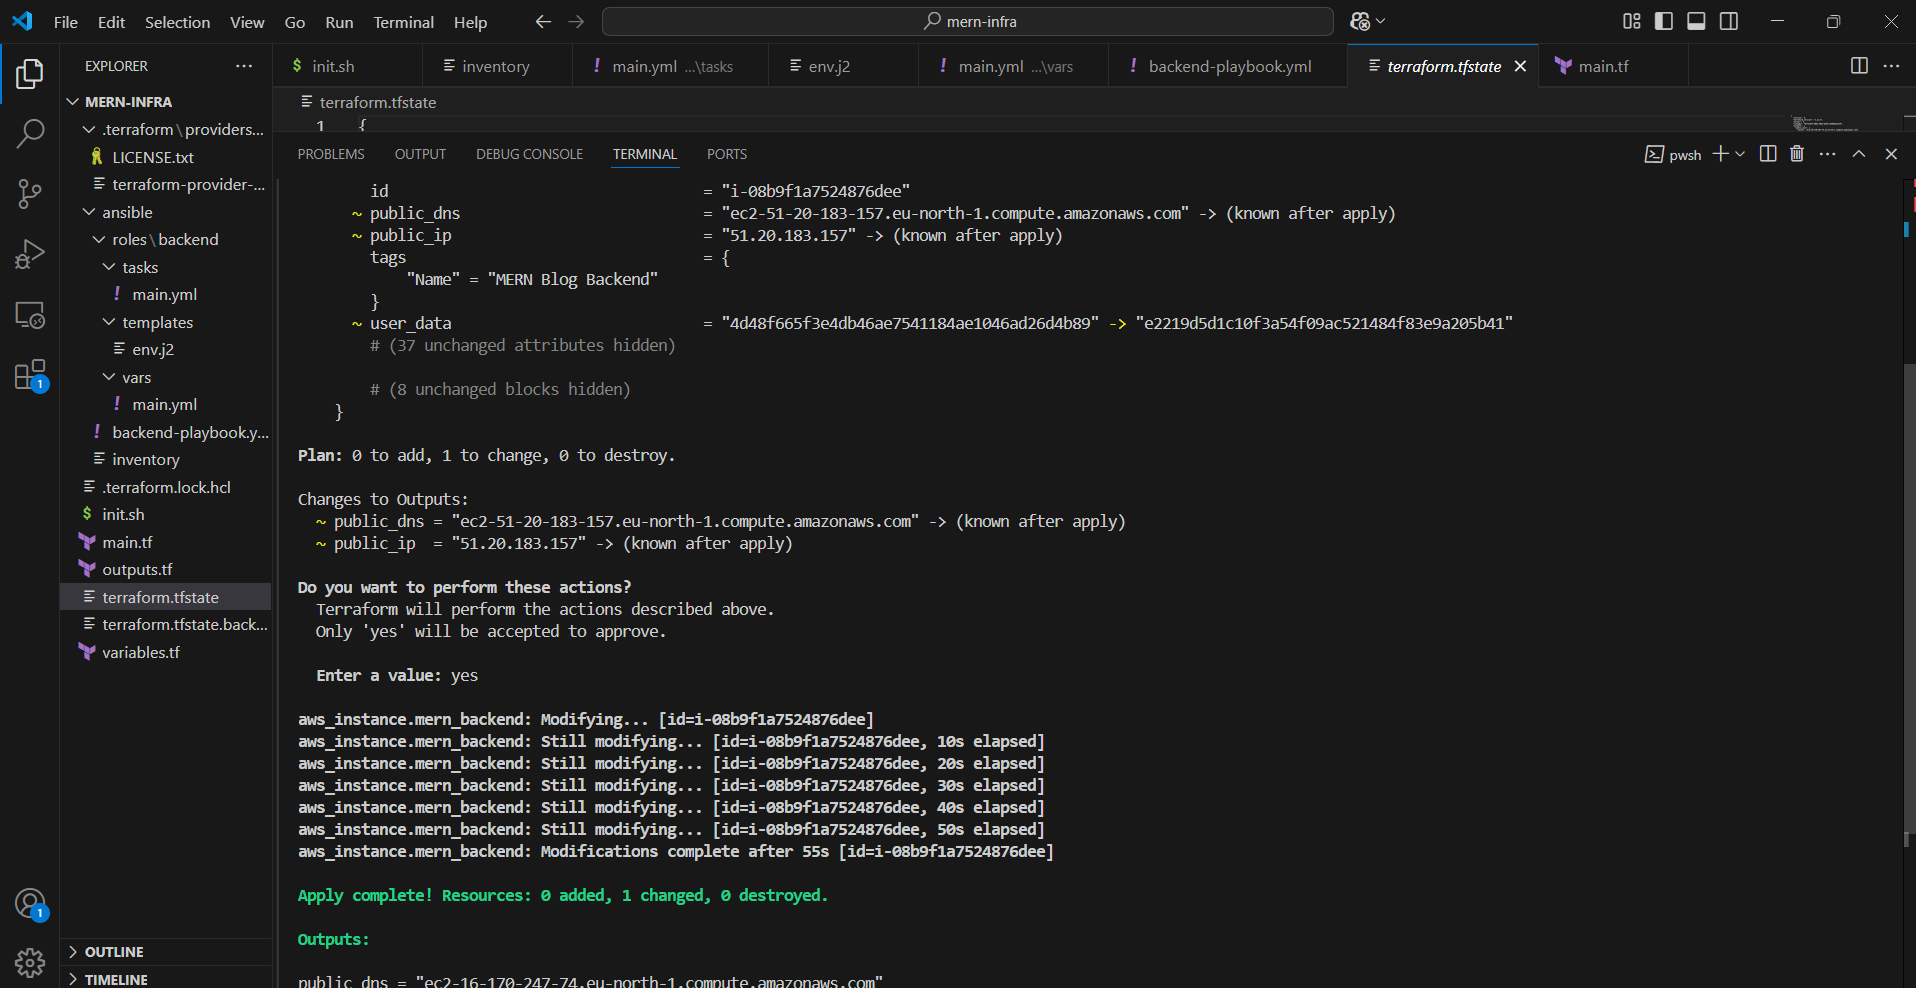 File Edit Selection View Go Run Terminal Help
mern-infra
EXPLORER
MERN-INFRA
.terraform\providers...
LICENSE.txt
terraform-provider-...
ansible
roles\backend
tasks
! main.yml
templates
env.j2
vars
! main.yml
! backend-playbook.y...
inventory
.terraform.lock.hcl
$ init.sh
main.tf
outputs.tf
terraform.tfstate
terraform.tfstate.back...
variables.tf
OUTLINE
TIMELINE
1
1
$ init.sh
inventory
! main.yml ...\tasks
env.j2
! main.yml ...\vars
! backend-playbook.yml
terraform.tfstate
main.tf
terraform.tfstate
1 {
PROBLEMS OUTPUT DEBUG CONSOLE TERMINAL PORTS
pwsh
id = "i-08b9f1a7524876dee"
~ public_dns = "ec2-51-20-183-157.eu-north-1.compute.amazonaws.com" -> (known after apply)
~ public_ip = "51.20.183.157" -> (known after apply)
tags = {
"Name" = "MERN Blog Backend"
}
~ user_data = "4d48f665f3e4db46ae7541184ae1046ad26d4b89" -> "e2219d5d1c10f3a54f09ac521484f83e9a205b41"
# (37 unchanged attributes hidden)
# (8 unchanged blocks hidden)
}
Plan: 0 to add, 1 to change, 0 to destroy.
Changes to Outputs:
~ public_dns = "ec2-51-20-183-157.eu-north-1.compute.amazonaws.com" -> (known after apply)
~ public_ip = "51.20.183.157" -> (known after apply)
Do you want to perform these actions?
Terraform will perform the actions described above.
Only 'yes' will be accepted to approve.
Enter a value: yes
aws_instance.mern_backend: Modifying... [id=i-08b9f1a7524876dee]
aws_instance.mern_backend: Still modifying... [id=i-08b9f1a7524876dee, 10s elapsed]
aws_instance.mern_backend: Still modifying... [id=i-08b9f1a7524876dee, 20s elapsed]
aws_instance.mern_backend: Still modifying... [id=i-08b9f1a7524876dee, 30s elapsed]
aws_instance.mern_backend: Still modifying... [id=i-08b9f1a7524876dee, 40s elapsed]
aws_instance.mern_backend: Still modifying... [id=i-08b9f1a7524876dee, 50s elapsed]
aws_instance.mern_backend: Modifications complete after 55s [id=i-08b9f1a7524876dee]
Apply complete! Resources: 0 added, 1 changed, 0 destroyed.
Outputs:
public_dns = "ec2-16-170-247-74.eu-north-1.compute.amazonaws.com"